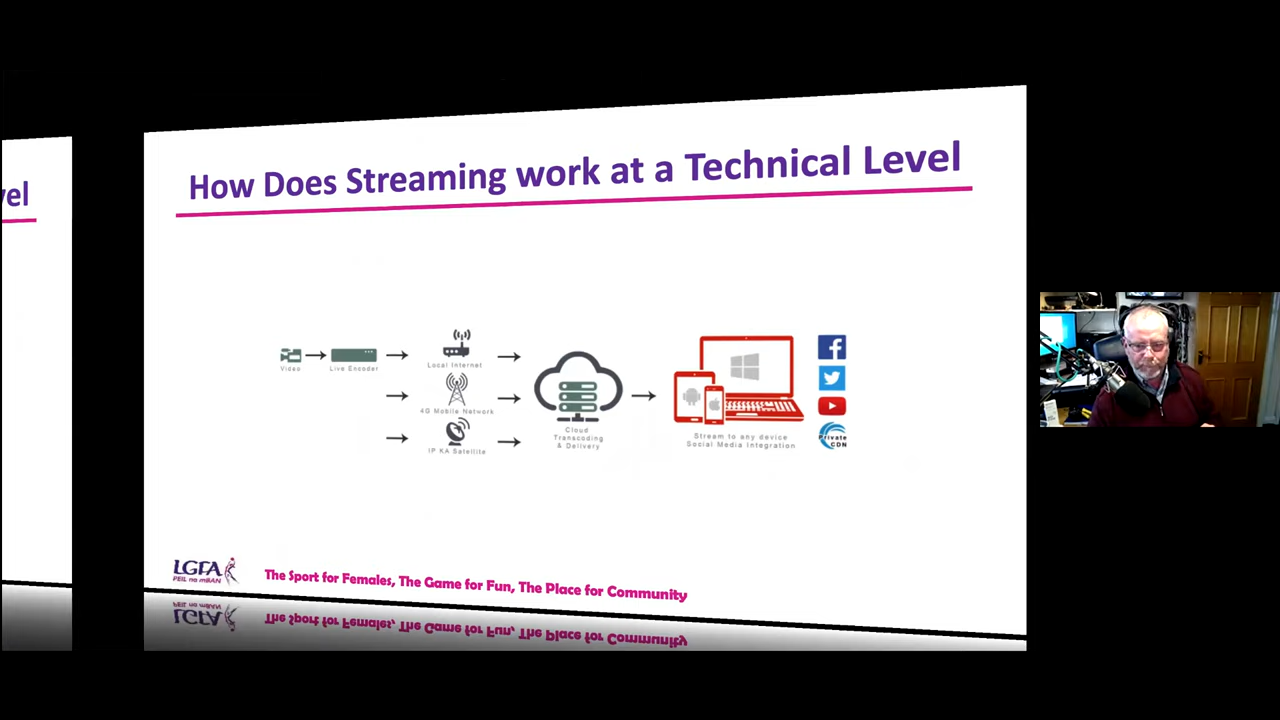 vel
How Does Streaming work at a Technical Level
Video
Live Encoder
Local Internet
4G Mobile Network
IP KA Satellite
Cloud
Transcoding
& Delivery
Stream to any device
Social Media Integration
Private
CDN
LGFA
PEIL na mBAN
The Sport for Females, The Game for Fun, The Place for Community